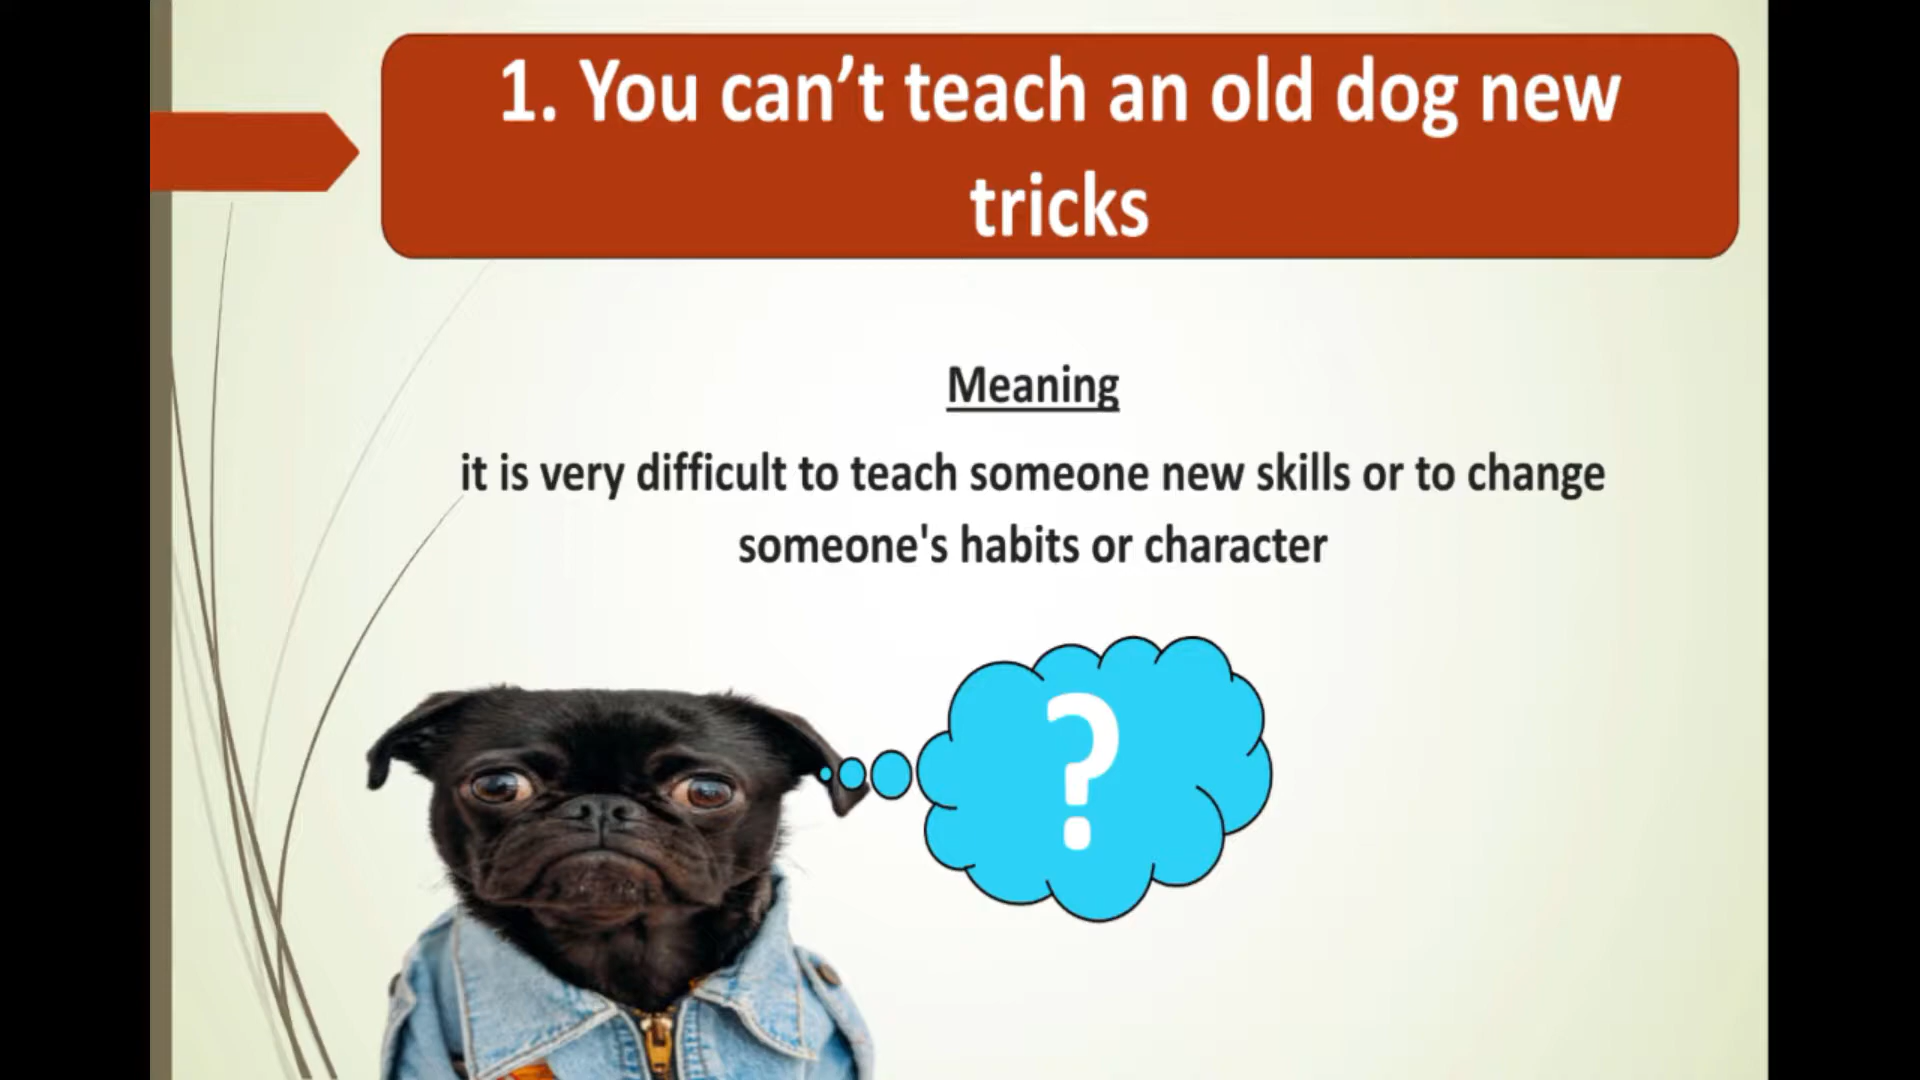 1. You can’t teach an old dog new
tricks
Meaning
it is very difficult to teach someone new skills or to change
someone's habits or character
?